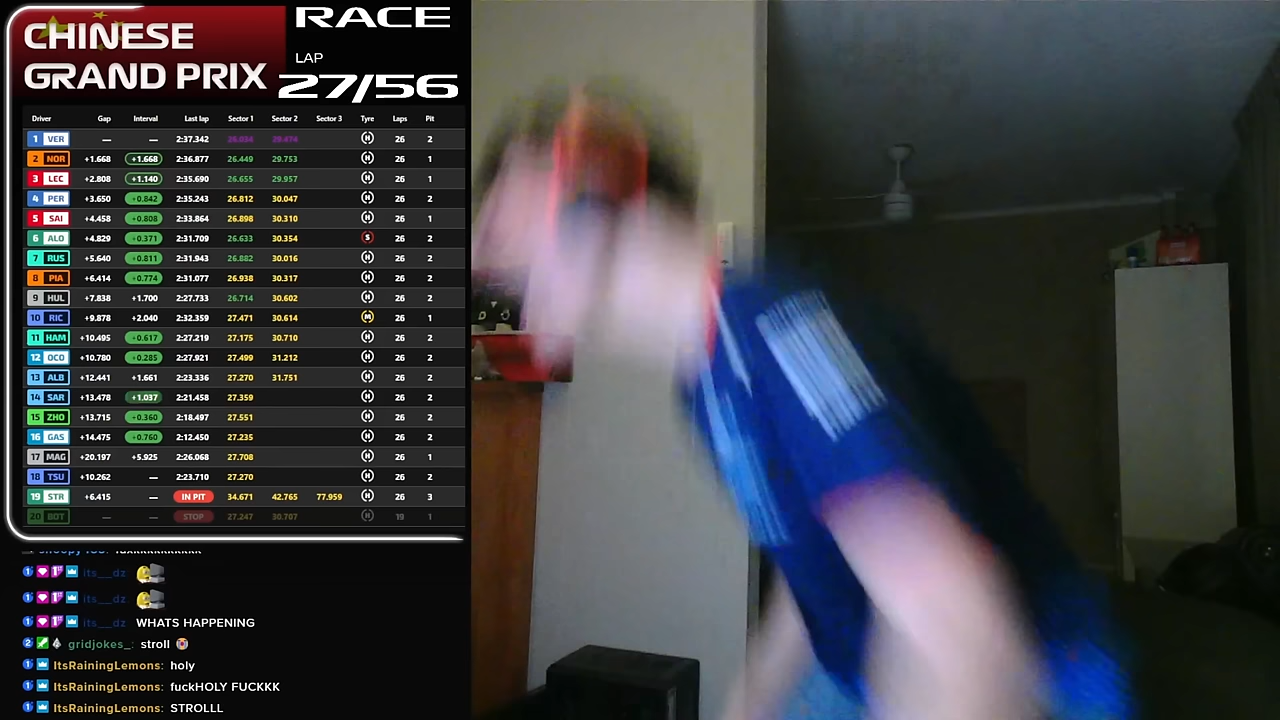 CHINESE
GRAND PRIX
RACE
LAP
27/56
Driver Gap Interval Last lap Sector 1 Sector 2 Sector 3 Tyre Laps Pit
1 VER — — 2:37.342 H 26 2
2 NOR +1.668 +1.668 2:36.877 26.449 29.753 H 26 1
3 LEC +2.808 +1.140 2:35.690 26.655 29.957 H 26 1
4 PER +3.650 +0.842 2:35.243 26.812 30.047 H 26 2
5 SAI +4.458 +0.808 2:33.864 26.898 30.310 H 26 1
6 ALO +4.829 +0.371 2:31.709 26.633 30.354 S 26 2
7 RUS +5.640 +0.811 2:31.943 26.882 30.016 H 26 2
8 PIA +6.414 +0.774 2:31.077 26.938 30.317 H 26 2
9 HUL +7.838 +1.700 2:27.733 26.714 30.602 H 26 2
10 RIC +9.878 +2.040 2:32.359 27.471 30.614 M 26 1
11 HAM +10.495 +0.617 2:27.219 27.175 30.710 H 26 2
12 OCO +10.780 +0.285 2:27.921 27.499 31.212 H 26 2
13 ALB +12.441 +1.661 2:23.336 27.270 31.751 H 26 2
14 SAR +13.478 +1.037 2:21.458 27.359 H 26 2
15 ZHO +13.715 +0.360 2:18.497 27.551 H 26 2
16 GAS +14.475 +0.760 2:12.450 27.235 H 26 2
17 MAG +20.197 +5.925 2:26.068 27.708 H 26 1
18 TSU +10.262 — 2:23.710 27.270 H 26 2
19 STR +6.415 — IN PIT 34.671 42.765 77.959 H 26 3
20 BOT — — STOP 27.247 30.707 H 19 1
its__dz
its__dz
its__dz WHATS HAPPENING
gridjokes_: stroll
ItsRainingLemons: holy
ItsRainingLemons: fuckHOLY FUCKKK
ItsRainingLemons: STROLLL